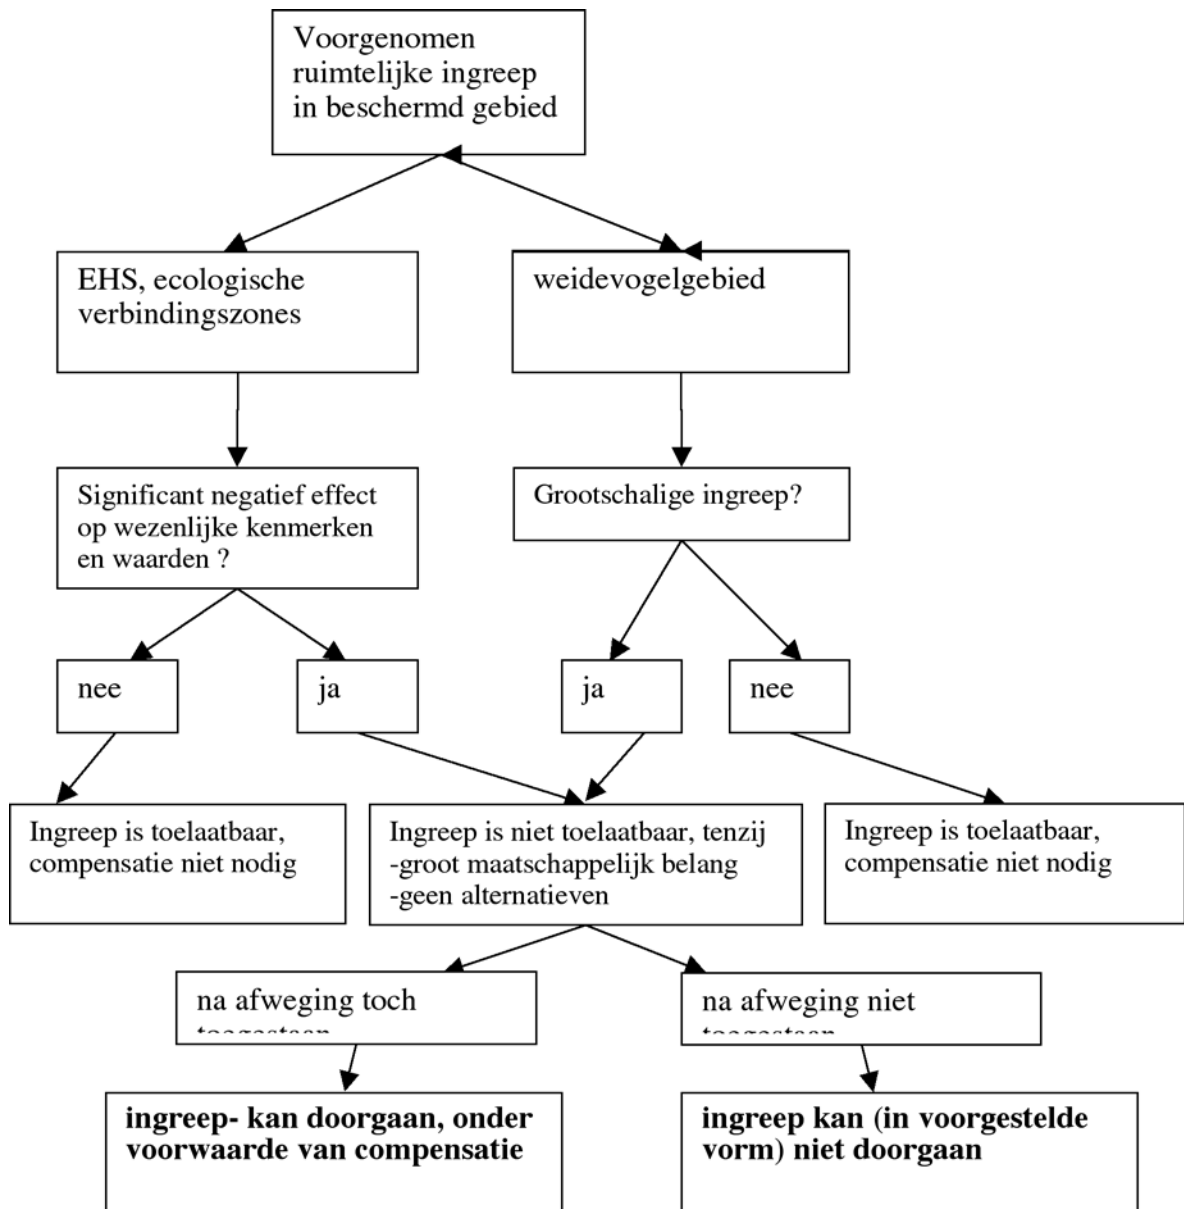 Voorgenomen
ruimtelijke ingreep
in beschermd gebied
EHS, ecologische
verbindingszones
weidevogelgebied
Significant negatief effect
op wezenlijke kenmerken
en waarden ?
Grootschalige ingreep?
nee
ja
ja
nee
Ingreep is toelaatbaar,
compensatie niet nodig
Ingreep is niet toelaatbaar, tenzij
-groot maatschappelijk belang
-geen alternatieven
Ingreep is toelaatbaar,
compensatie niet nodig
na afweging toch
toegestaan
na afweging niet
toegestaan
ingreep- kan doorgaan, onder
voorwaarde van compensatie
ingreep kan (in voorgestelde
vorm) niet doorgaan